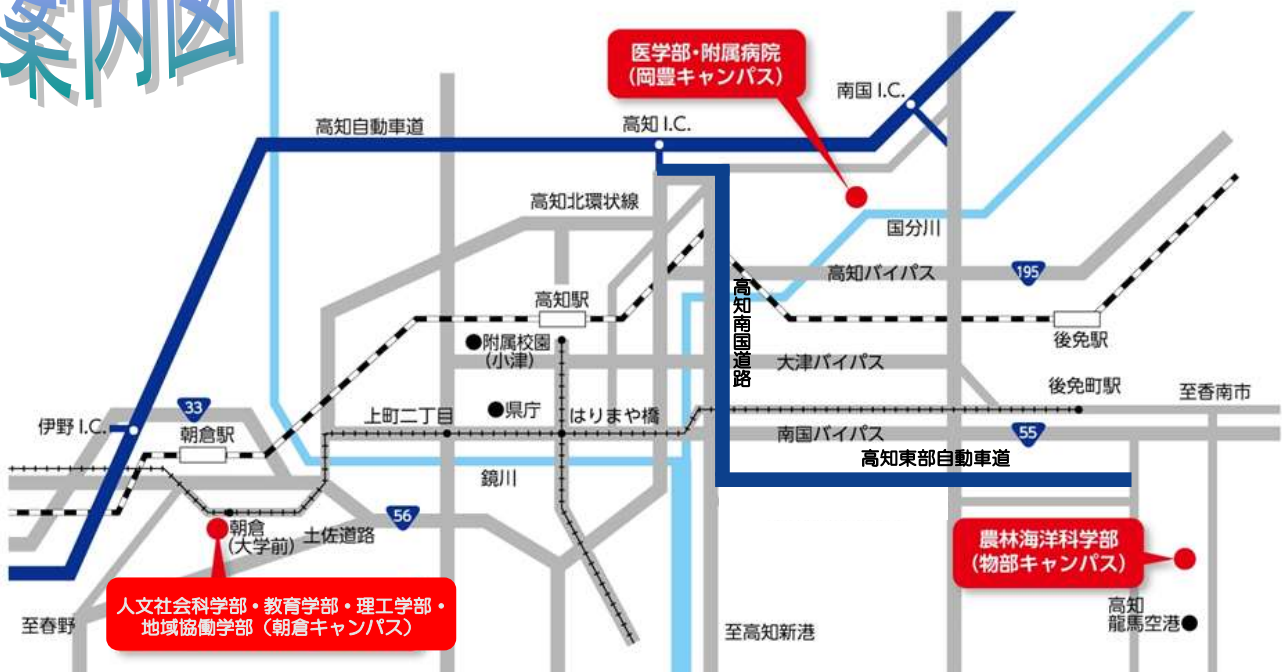 案内図
医学部・附属病院
(岡豊キャンパス)
南国 I.C.
高知自動車道
高知 I.C.
高知北環状線
国分川
高知バイパス
195
高知駅
高知南国道路
後免駅
●附属校園
(小津)
大津バイパス
後免町駅
至香南市
33
●県庁
上町二丁目
はりまや橋
伊野 I.C.
朝倉駅
南国バイパス
55
高知東部自動車道
鏡川
56
朝倉
(大学前)
土佐道路
農林海洋科学部
(物部キャンパス)
人文社会科学部・教育学部・理工学部・
地域協働学部(朝倉キャンパス)
高知
龍馬空港●
至春野
至高知新港